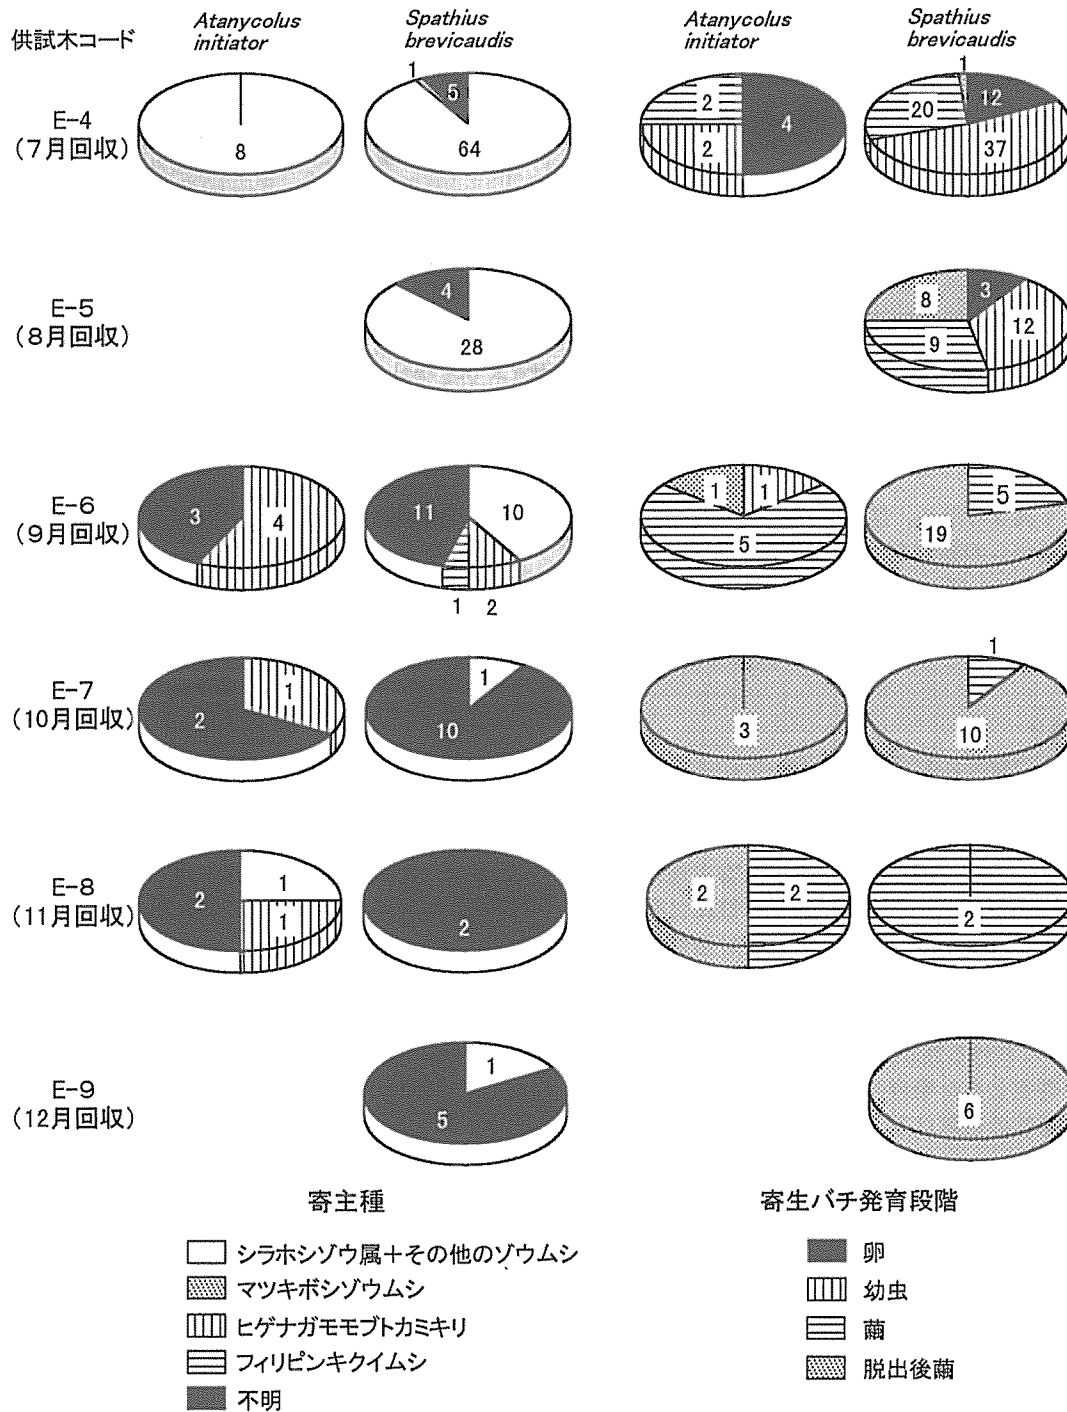 供試木コード
Atanycolus initiator
Spathius brevicaudis
Atanycolus initiator
Spathius brevicaudis
E-4
(7月回収)
8
1
5
64
2
4
2
1
12
20
37
E-5
(8月回収)
4
28
8
3
12
9
E-6
(9月回収)
3
4
11
10
1
2
1
1
5
5
19
E-7
(10月回収)
1
2
1
10
3
1
10
E-8
(11月回収)
2
1
1
2
2
2
2
E-9
(12月回収)
1
5
6
寄主種
シラホシゾウ属+その他のゾウムシ
マツキボシゾウムシ
ヒゲナガモモブトカミキリ
フィリピンキクイムシ
不明
寄生バチ発育段階
卵
幼虫
繭
脱出後繭